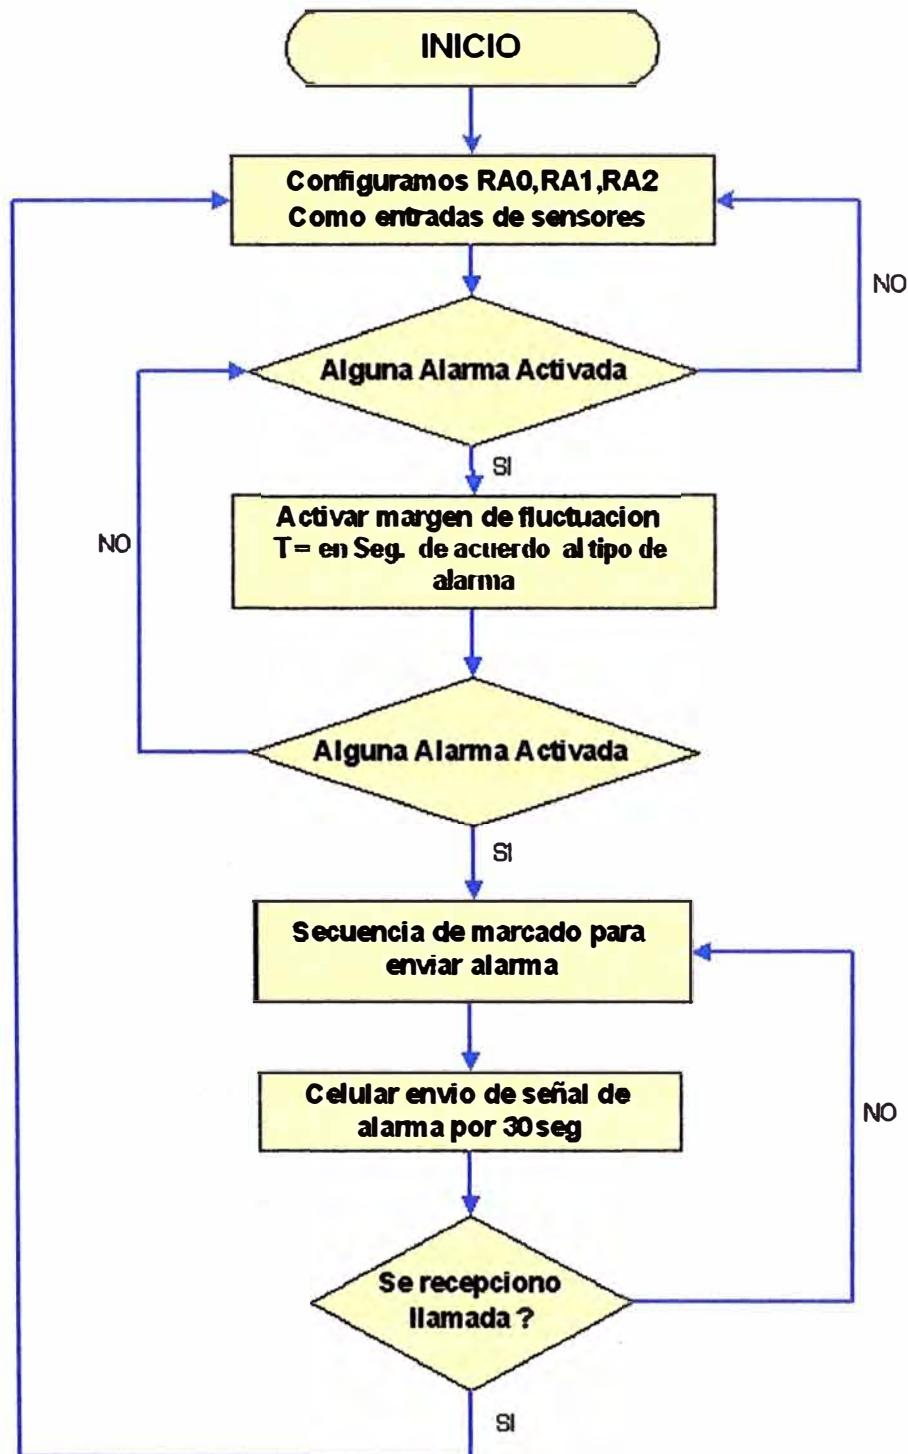 INICIO
Configuramos RA0,RA1,RA2
Como entradas de sensores
NO
Alguna Alarma Activada
SI
Activar margen de fluctuacion
T= en Seg. de acuerdo al tipo de
alarma
NO
Alguna Alarma Activada
SI
Secuencia de marcado para
enviar alarma
Celular envio de señal de
alarma por 30 seg
NO
Se recepciono
llamada ?
SI